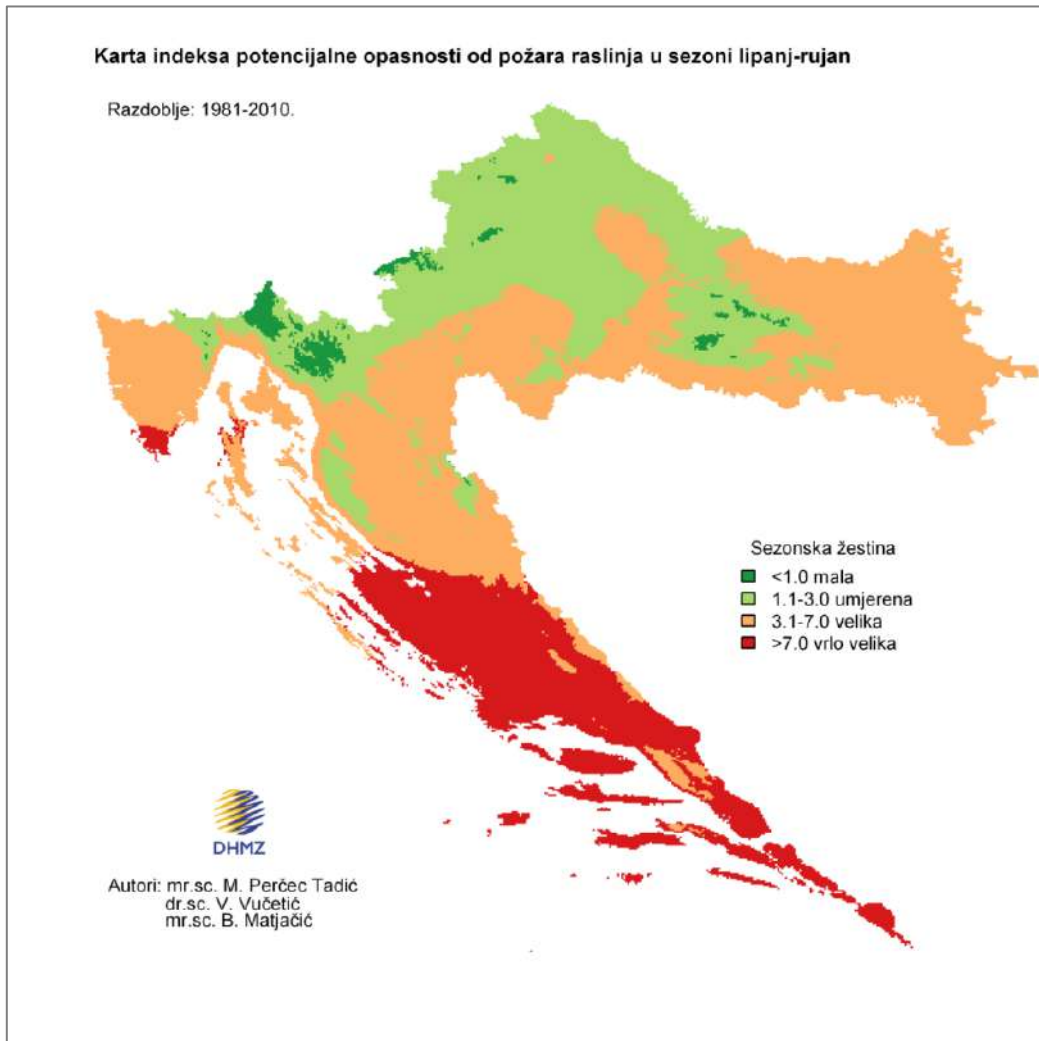 Karta indeksa potencijalne opasnosti od požara raslinja u sezoni lipanj-rujan
Razdoblje: 1981-2010.
Sezonska žestina
<1.0 mala
1.1-3.0 umjerena
3.1-7.0 velika
>7.0 vrlo velika
DHMZ
Autori: mr.sc. M. Perčec Tadić
dr.sc. V. Vučetić
mr.sc. B. Matjačić